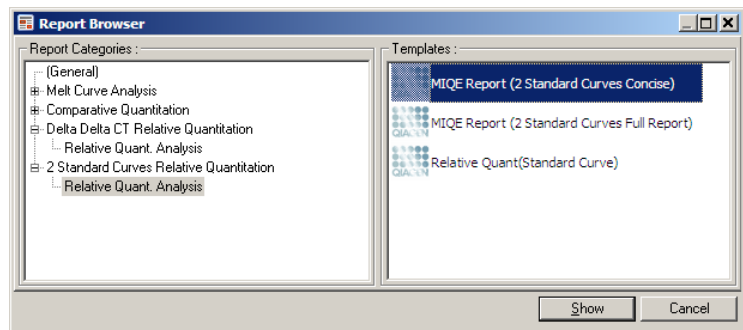 Report Browser
Report Categories :
(General)
Melt Curve Analysis
Comparative Quantitation
Delta Delta CT Relative Quantitation
Relative Quant. Analysis
2 Standard Curves Relative Quantitation
Relative Quant. Analysis
Templates :
MIQE Report (2 Standard Curves Concise)
QIAGEN
MIQE Report (2 Standard Curves Full Report)
QIAGEN
Relative Quant(Standard Curve)
Show
Cancel